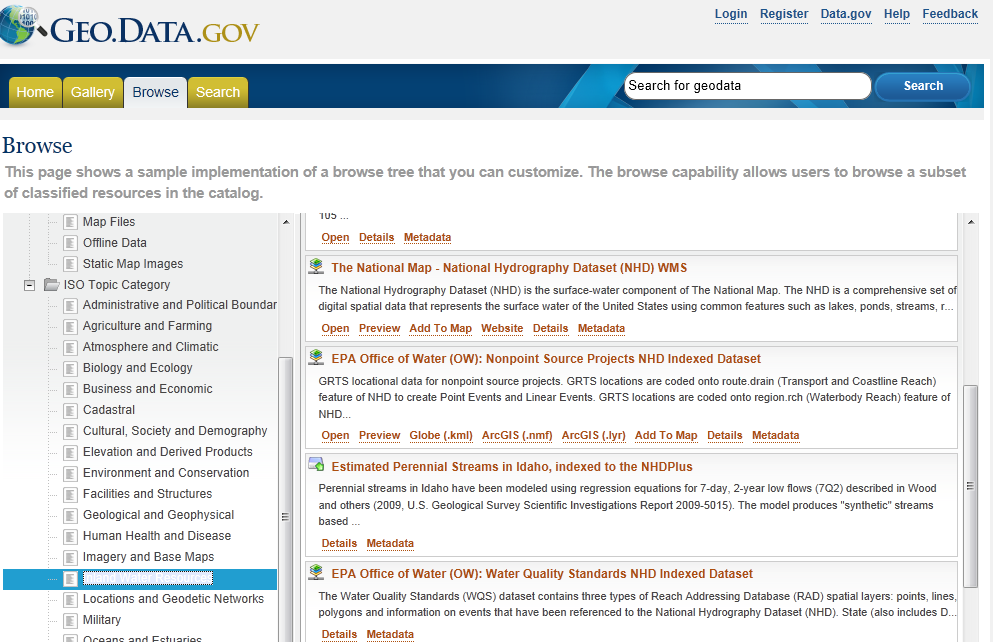 Login Register Data.gov Help Feedback
GEO.DATA.GOV
Home Gallery Browse Search
Search for geodata
Search
Browse
This page shows a sample implementation of a browse tree that you can customize. The browse capability allows users to browse a subset
of classified resources in the catalog.
Map Files
Offline Data
Static Map Images
ISO Topic Category
Administrative and Political Boundar
Agriculture and Farming
Atmosphere and Climatic
Biology and Ecology
Business and Economic
Cadastral
Cultural, Society and Demography
Elevation and Derived Products
Environment and Conservation
Facilities and Structures
Geological and Geophysical
Human Health and Disease
Imagery and Base Maps
Inland Water Resources
Locations and Geodetic Networks
Military
Oceans and Estuaries
105 ...
Open Details Metadata
The National Map - National Hydrography Dataset (NHD) WMS
The National Hydrography Dataset (NHD) is the surface-water component of The National Map. The NHD is a comprehensive set of
digital spatial data that represents the surface water of the United States using common features such as lakes, ponds, streams, r...
Open Preview Add To Map Website Details Metadata
EPA Office of Water (OW): Nonpoint Source Projects NHD Indexed Dataset
GRTS locational data for nonpoint source projects. GRTS locations are coded onto route.drain (Transport and Coastline Reach)
feature of NHD to create Point Events and Linear Events. GRTS locations are coded onto region.rch (Waterbody Reach) feature of
NHD...
Open Preview Globe (.kml) ArcGIS (.nmf) ArcGIS (.lyr) Add To Map Details Metadata
Estimated Perennial Streams in Idaho, indexed to the NHDPlus
Perennial streams in Idaho have been modeled using regression equations for 7-day, 2-year low flows (7Q2) described in Wood
and others (2009, U.S. Geological Survey Scientific Investigations Report 2009-5015). The model produces "synthetic" streams
based ...
Details Metadata
EPA Office of Water (OW): Water Quality Standards NHD Indexed Dataset
The Water Quality Standards (WQS) dataset contains three types of Reach Addressing Database (RAD) spatial layers: points, lines,
polygons and information on events that have been referenced to the National Hydrography Dataset (NHD). State (also includes D...
Details Metadata